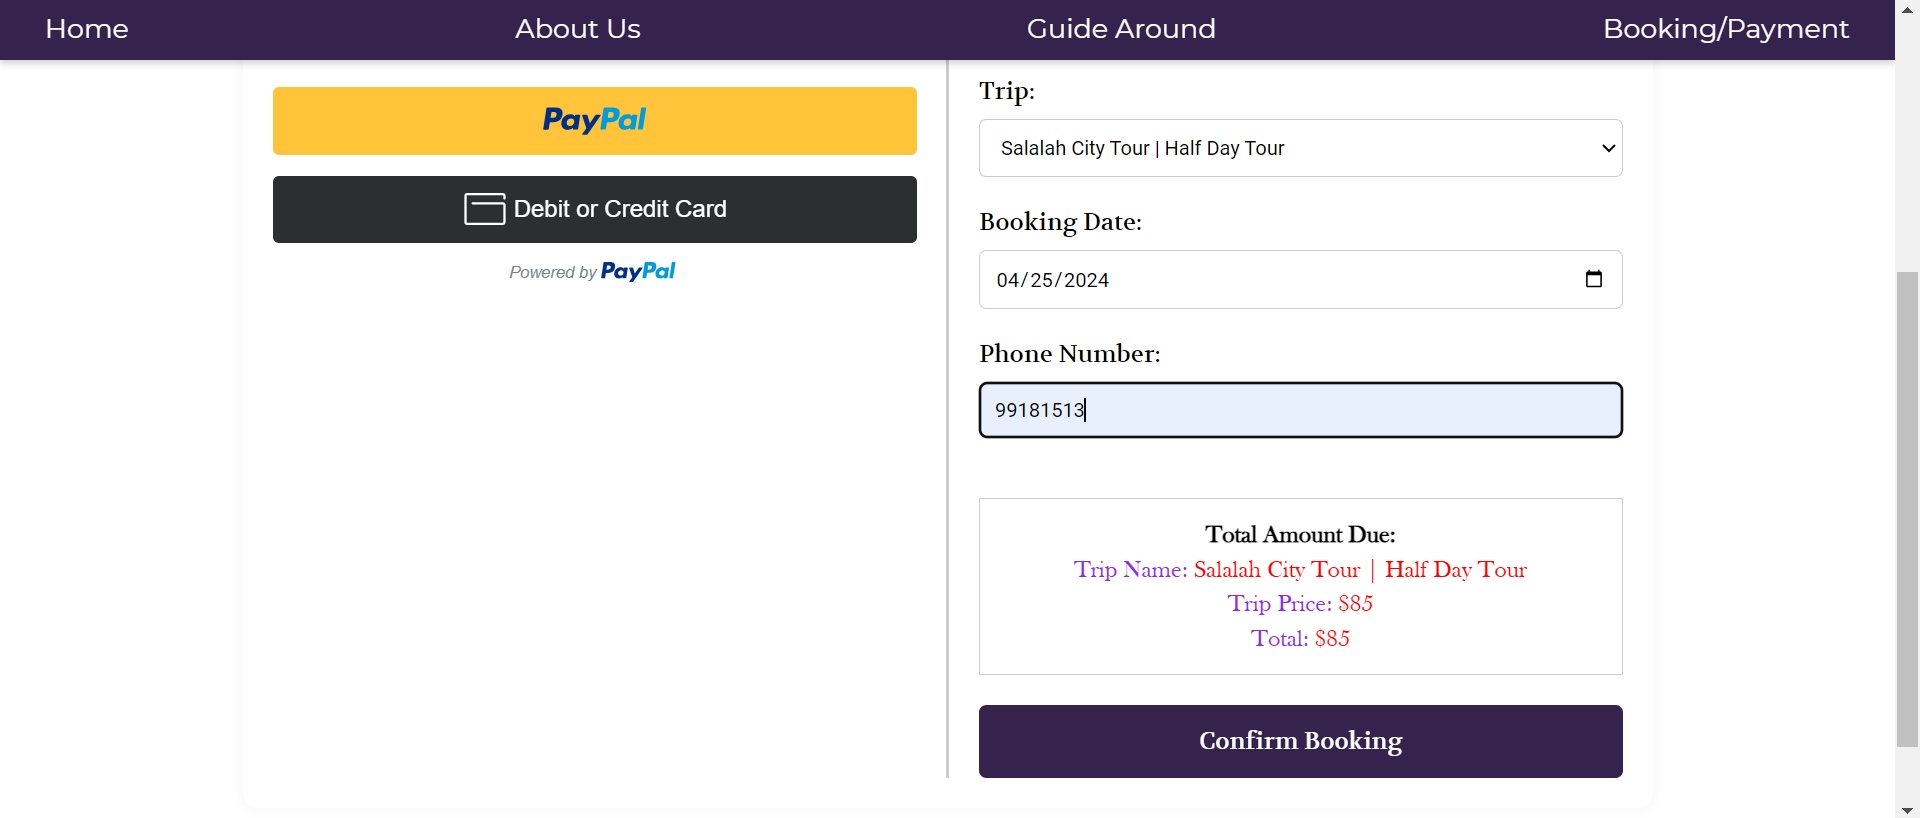 Home About Us Guide Around Booking/Payment
PayPal
Debit or Credit Card
Powered by PayPal
Trip:
Salalah City Tour | Half Day Tour
Booking Date:
04/25/2024
Phone Number:
99181513
Total Amount Due:
Trip Name: Salalah City Tour | Half Day Tour
Trip Price: $85
Total: $85
Confirm Booking